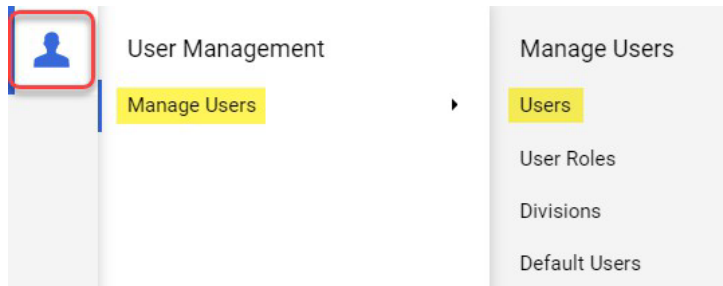 User Management
Manage Users
Manage Users
Users
User Roles
Divisions
Default Users